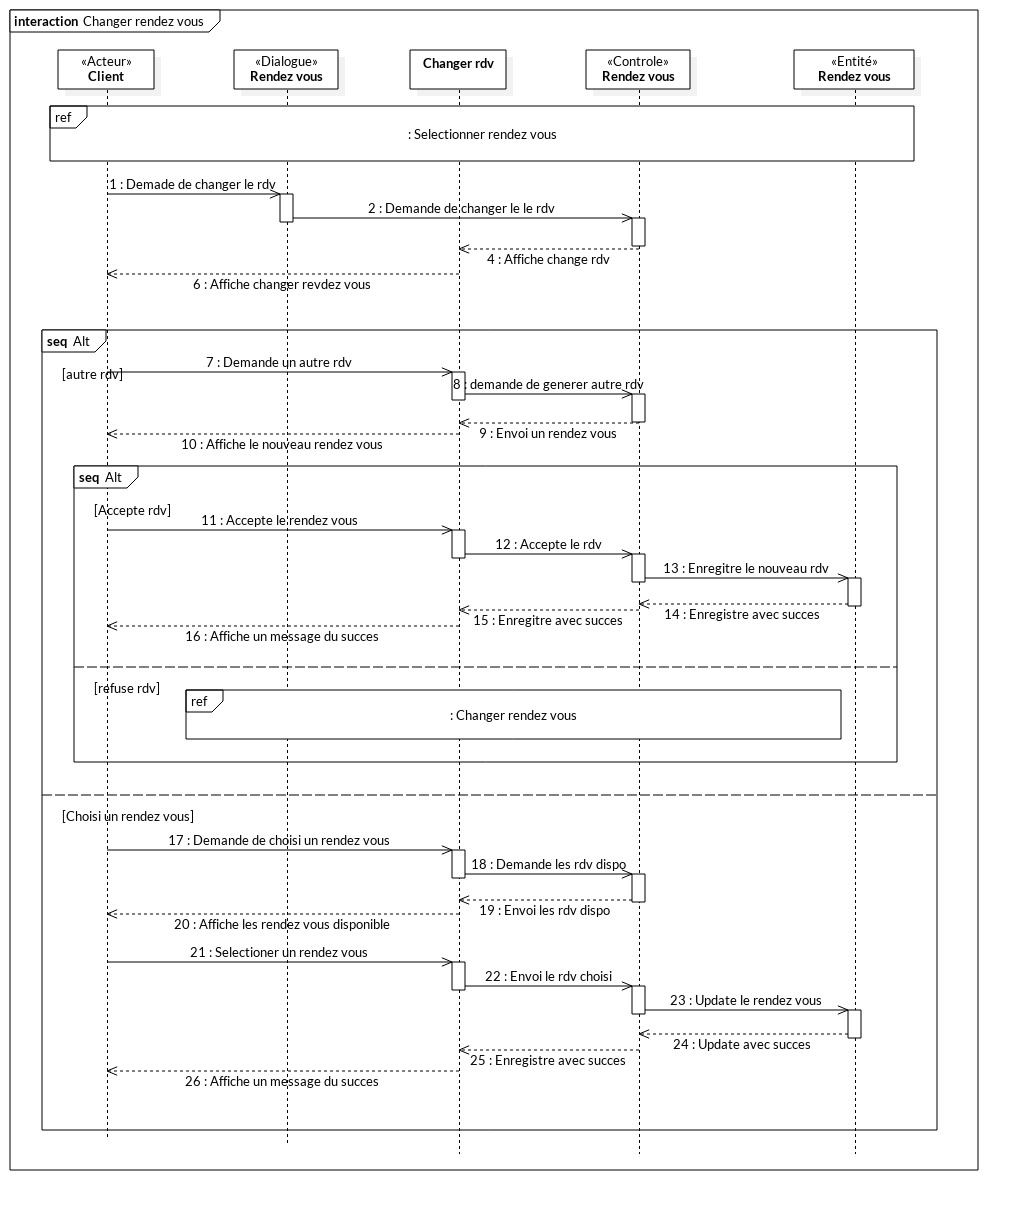 interaction Changer rendez vous
«Acteur»
Client
«Dialogue»
Rendez vous
Changer rdv
«Controle»
Rendez vous
«Entité»
Rendez vous
ref
: Selectionner rendez vous
1 : Demade de changer le rdv
2 : Demande de changer le le rdv
4 : Affiche change rdv
6 : Affiche changer revdez vous
seq Alt
7 : Demande un autre rdv
[autre rdv]
8 : demande de generer autre rdv
9 : Envoi un rendez vous
10 : Affiche le nouveau rendez vous
seq Alt
[Accepte rdv]
11 : Accepte le rendez vous
12 : Accepte le rdv
13 : Enregitre le nouveau rdv
14 : Enregistre avec succes
15 : Enregitre avec succes
16 : Affiche un message du succes
[refuse rdv]
ref
: Changer rendez vous
[Choisi un rendez vous]
17 : Demande de choisi un rendez vous
18 : Demande les rdv dispo
19 : Envoi les rdv dispo
20 : Affiche les rendez vous disponible
21 : Selectioner un rendez vous
22 : Envoi le rdv choisi
23 : Update le rendez vous
24 : Update avec succes
25 : Enregistre avec succes
26 : Affiche un message du succes